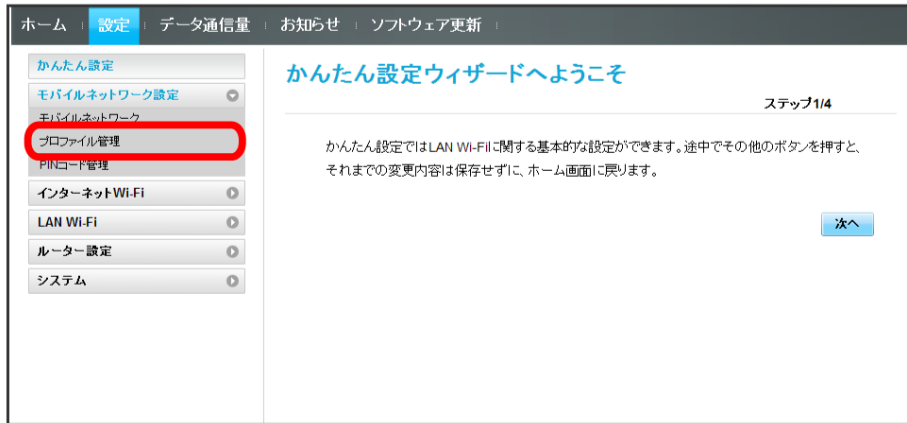 ホーム 設定 データ通信量 お知らせ ソフトウェア更新
かんたん設定
モバイルネットワーク設定
モバイルネットワーク
プロファイル管理
PINコード管理
インターネットWi-Fi
LAN Wi-Fi
ルーター設定
システム
かんたん設定ウィザードへようこそ
ステップ1/4
かんたん設定ではLAN Wi-Fiに関する基本的な設定ができます。途中でその他のボタンを押すと、
それまでの変更内容は保存せずに、ホーム画面に戻ります。
次へ